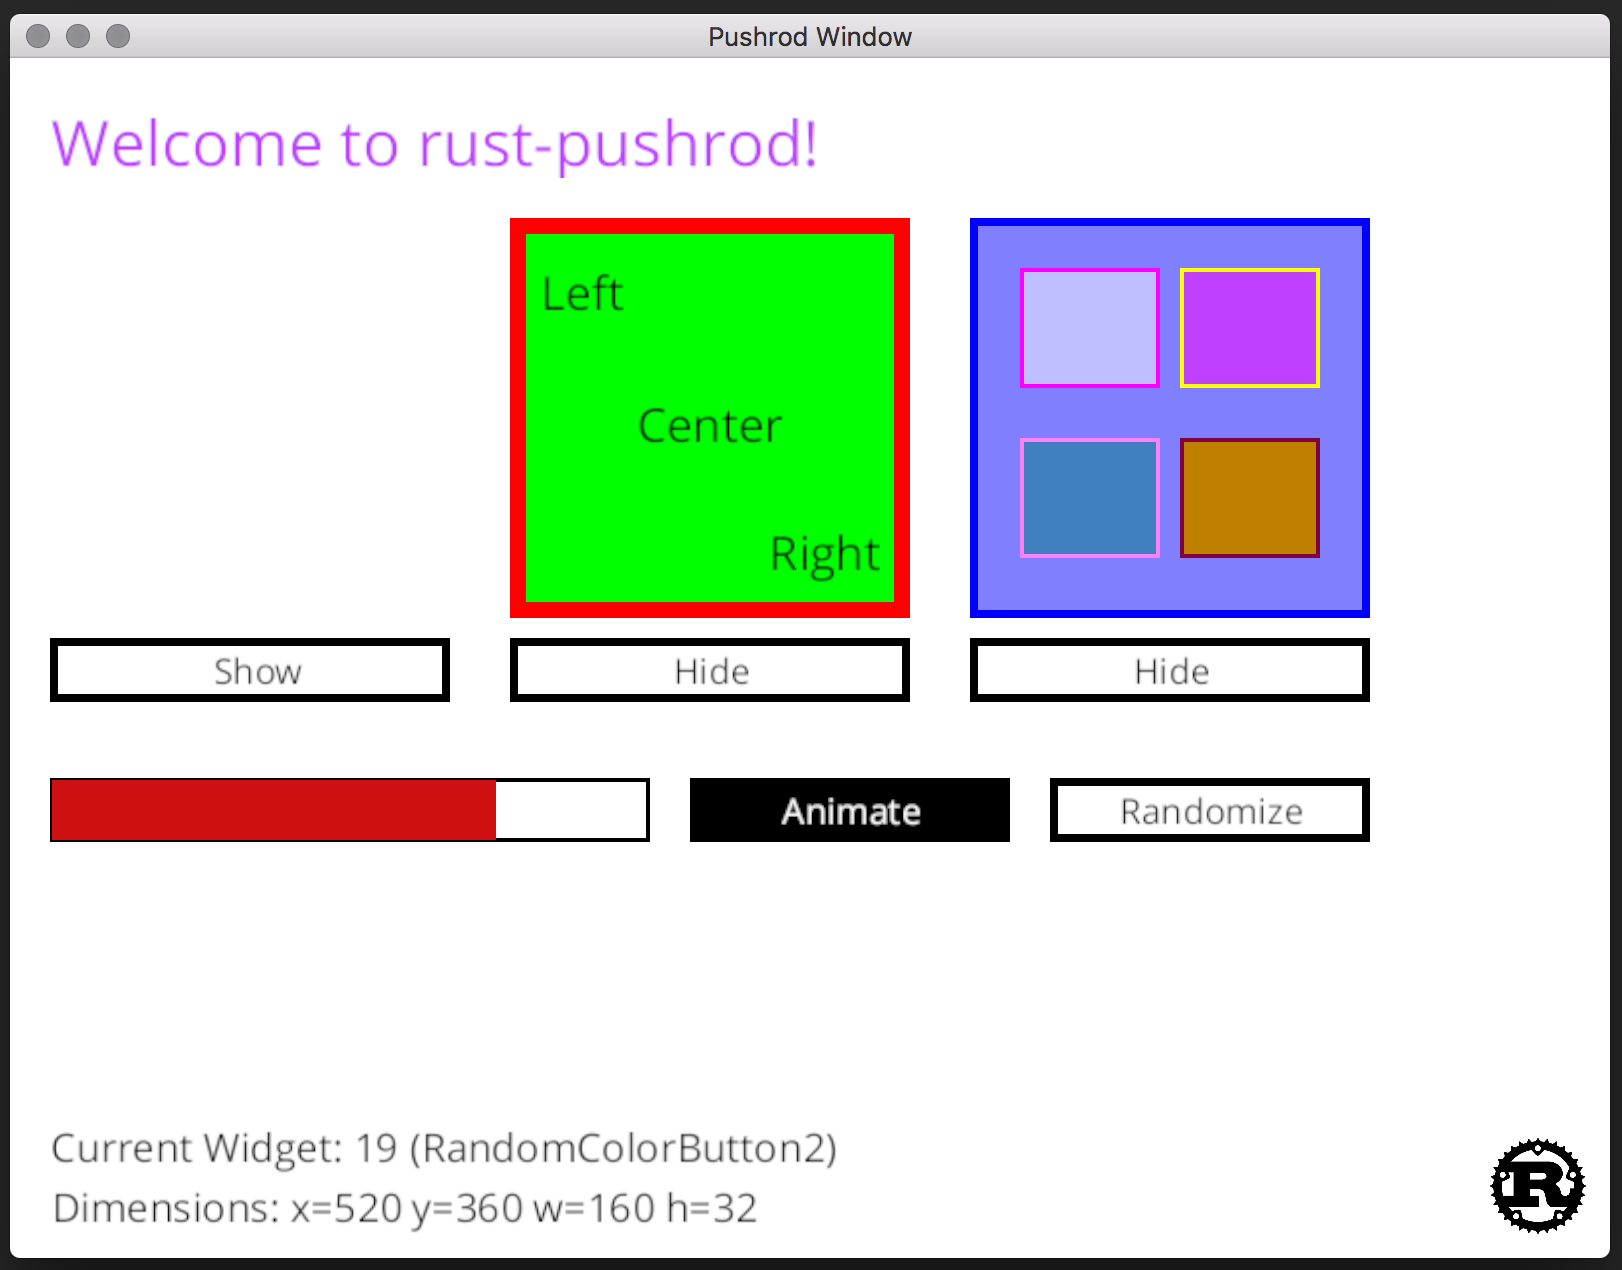 Pushrod Window
Welcome to rust-pushrod!
Left
Center
Right
Show
Hide
Hide
Animate
Randomize
Current Widget: 19 (RandomColorButton2)
Dimensions: x=520 y=360 w=160 h=32
R